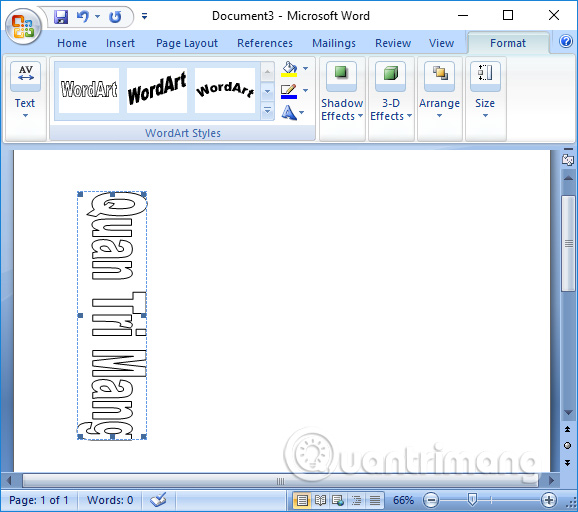 Document3 - Microsoft Word
Home Insert Page Layout References Mailings Review View Format
AV
Text
WordArt WordArt WordArt
WordArt Styles
Shadow
Effects
3-D
Effects
Arrange
Size
Quan Tri Mang
Quantrimang
Page: 1 of 1 Words: 0 66%